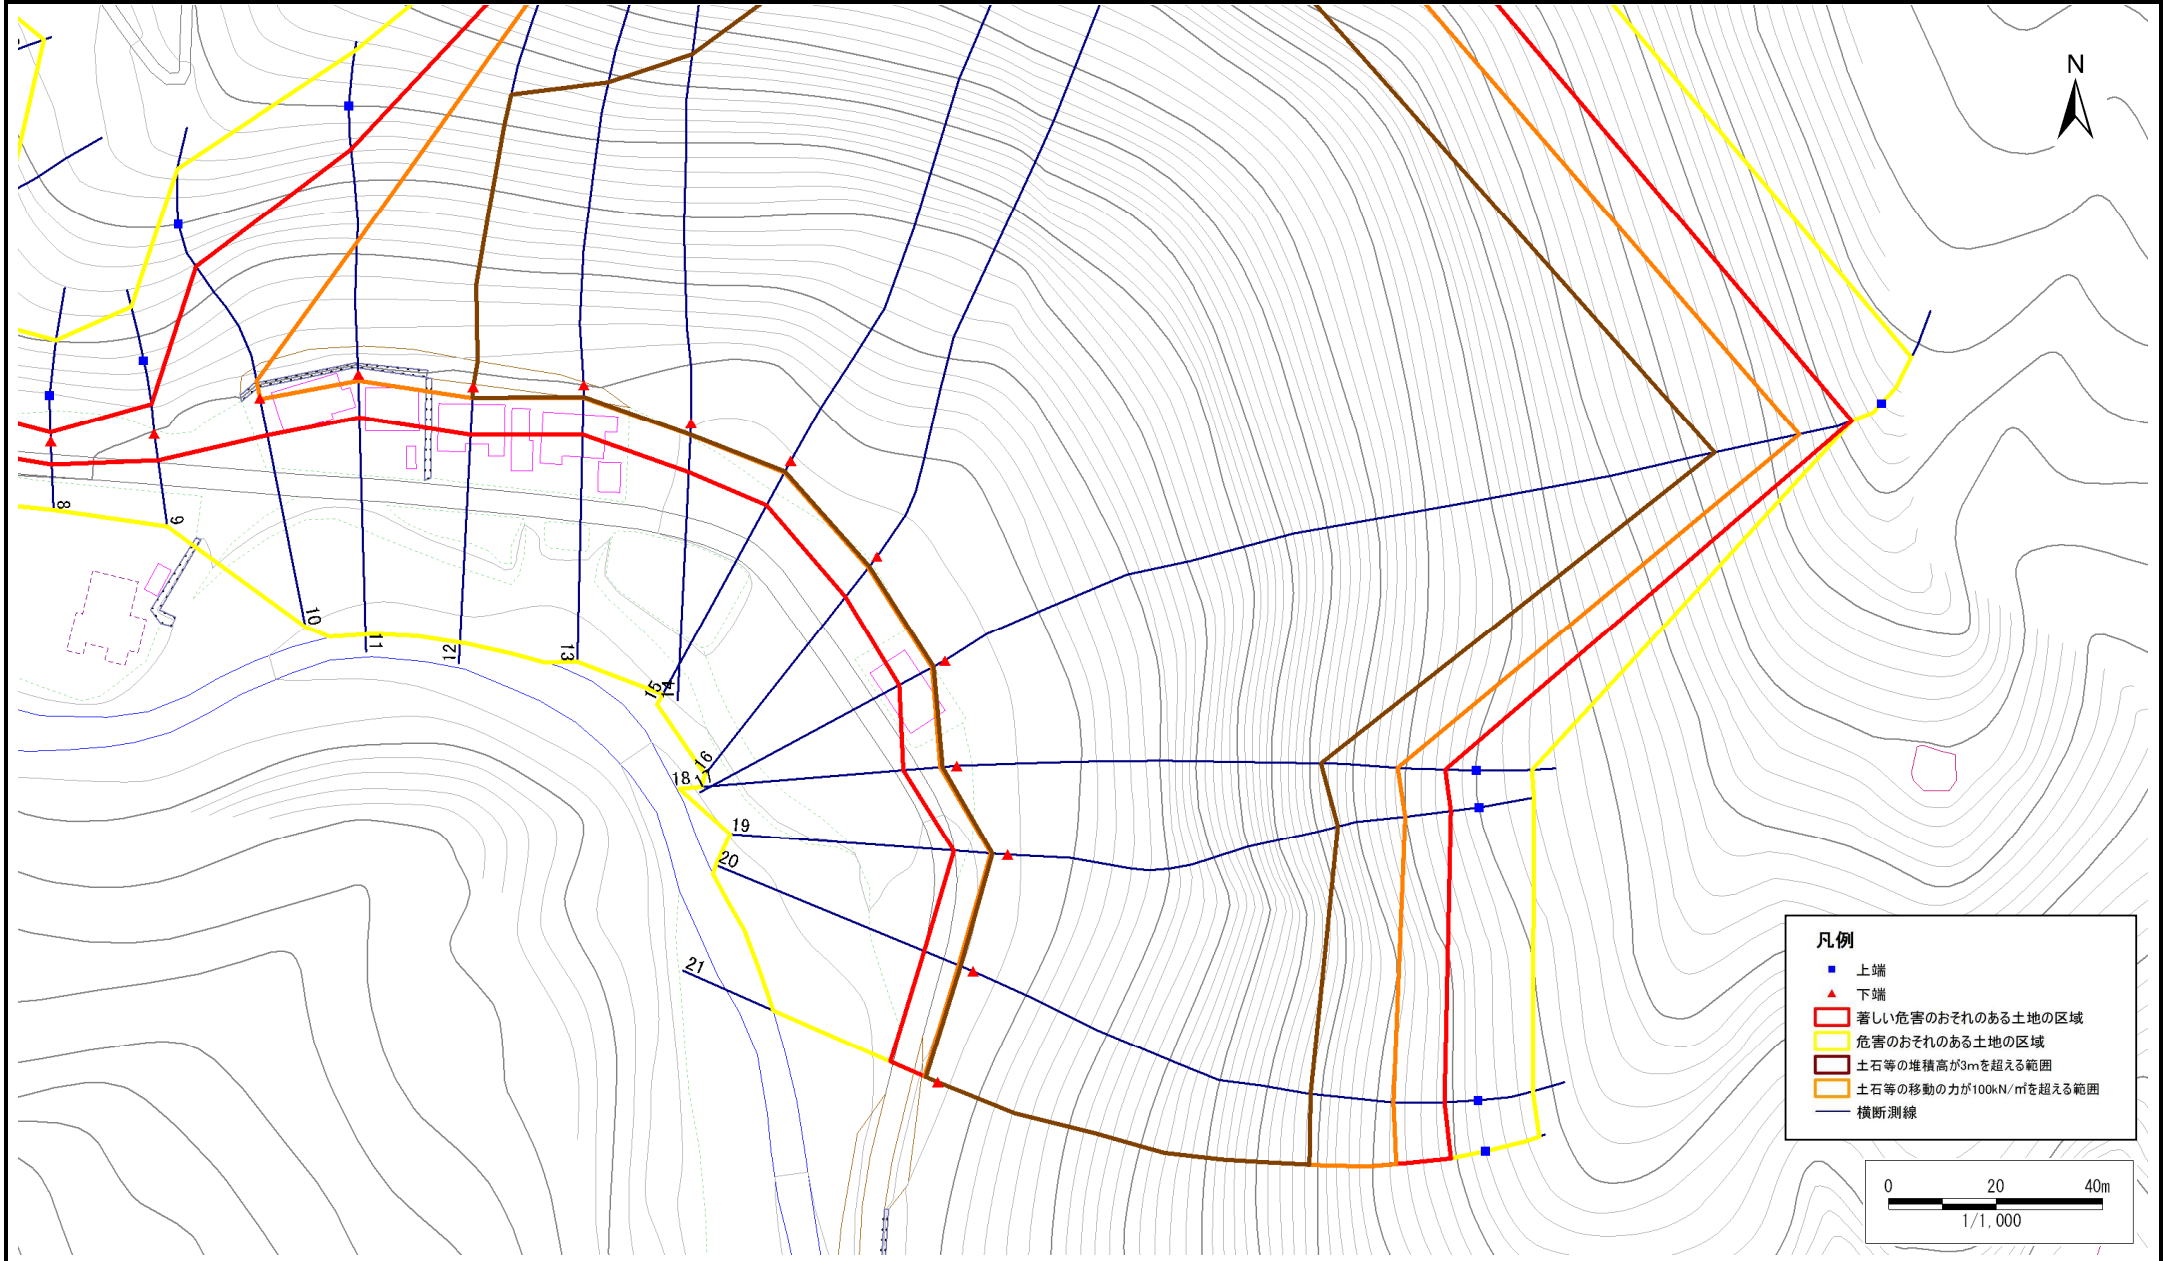 N
8
9
10
11
12
13
14
15
16
17
18
19
20
21
凡例
上端
下端
著しい危害のおそれのある土地の区域
危害のおそれのある土地の区域
土石等の堆積高が3mを超える範囲
土石等の移動の力が100kN/㎡を超える範囲
横断測線
0 20 40m
1/1,000